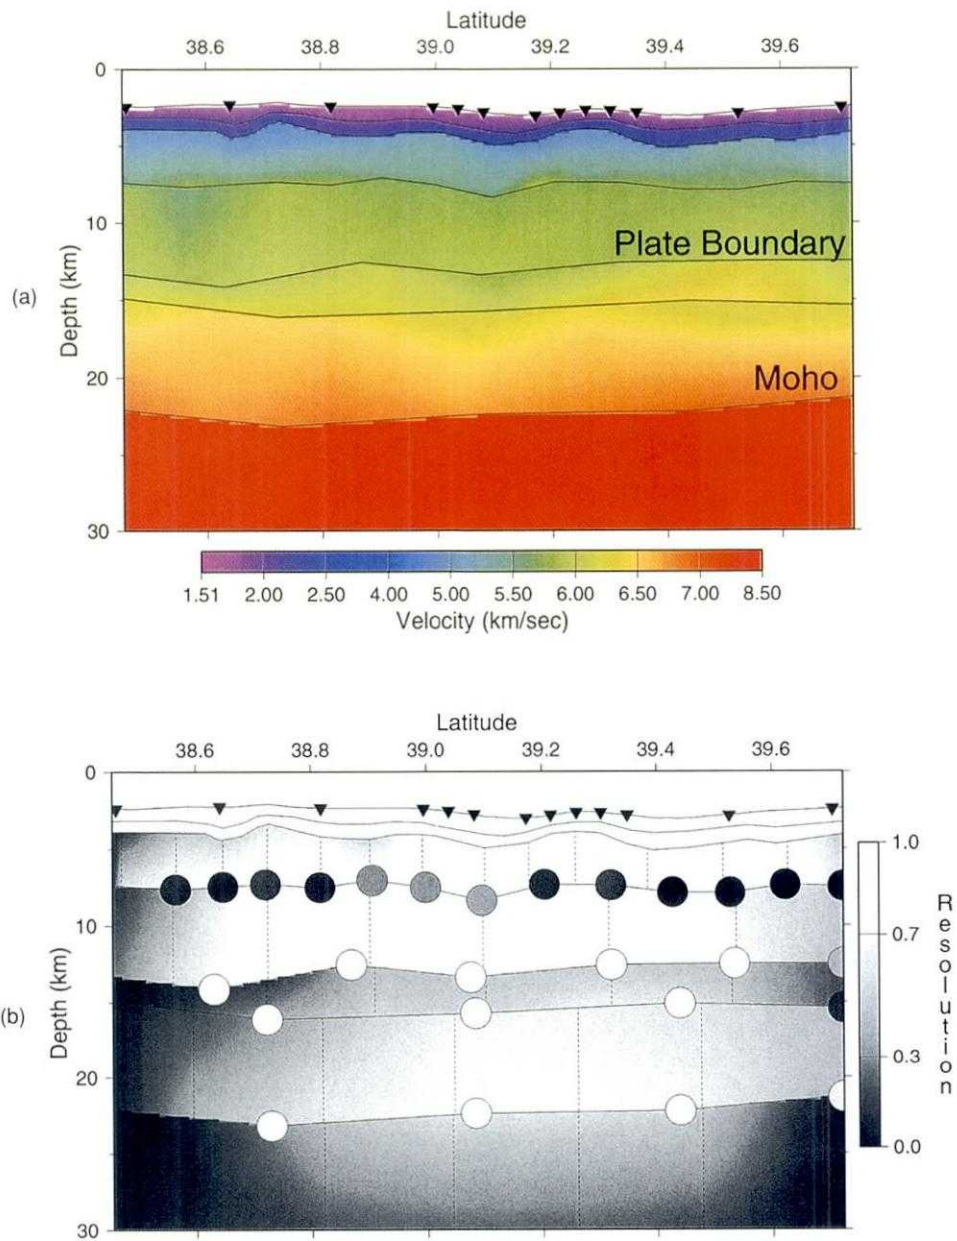 Latitude
38.6 38.8 39.0 39.2 39.4 39.6
0
10
20
30
Depth (km)
(a)
Plate Boundary
Moho
1.51 2.00 2.50 4.00 5.00 5.50 6.00 6.50 7.00 8.50
Velocity (km/sec)
Latitude
38.6 38.8 39.0 39.2 39.4 39.6
0
10
20
30
Depth (km)
(b)
1.0
0.7
0.3
0.0
Resolution